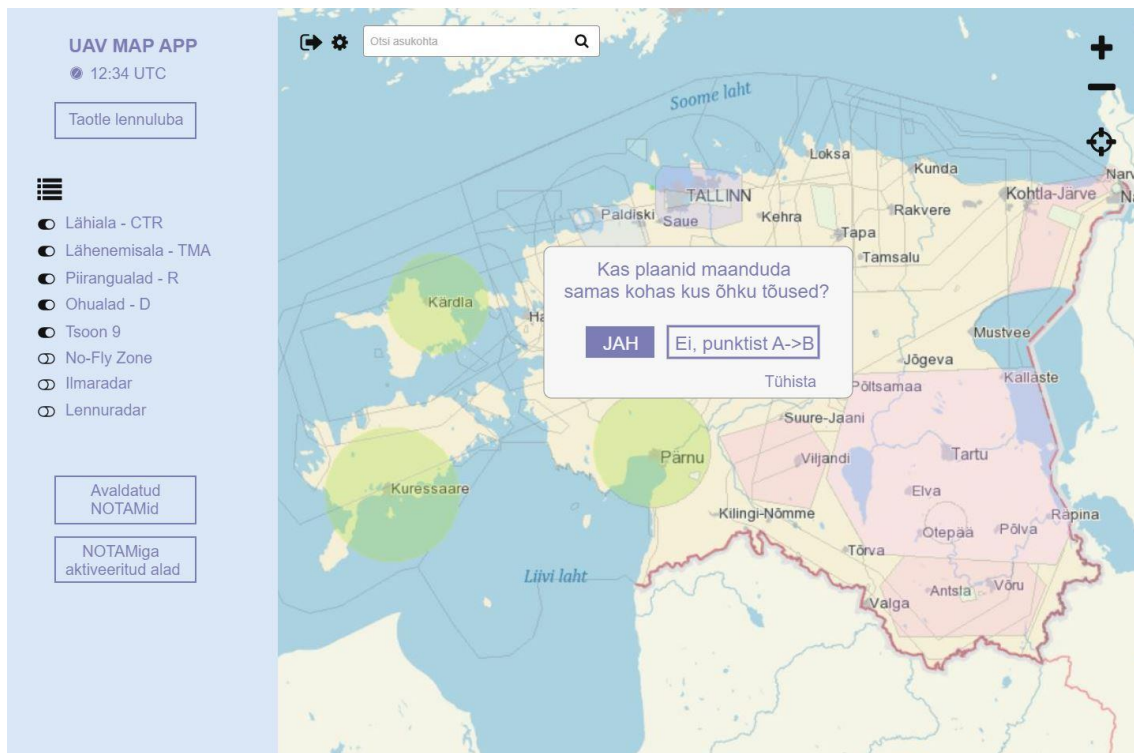 UAV MAP APP
12:34 UTC
Taotle lennuluba
Lähiala - CTR
Lähenemisala - TMA
Piirangualad - R
Ohualad - D
Tsoon 9
No-Fly Zone
Ilmaradar
Lennuradar
Avaldatud
NOTAMid
NOTAMiga
aktiveeritud alad
Otsi asukohta
Soome laht
Loksa
Kunda
Narv
Na
TALLINN
Kohtla-Järve
Paldiski
Saue
Kehra
Rakvere
Tapa
Tamsalu
Kas plaanid maanduda
samas kohas kus õhku tõused?
JAH
Ei, punktist A->B
Tühista
Kärdla
Ha
Mustvee
Jõgeva
Kallaste
Põltsamaa
Suure-Jaani
Pärnu
Viljandi
Tartu
Kuressaare
Elva
Kilingi-Nõmme
Räpina
Otepää
Põlva
Tõrva
Liivi laht
Antsla
Võru
Valga